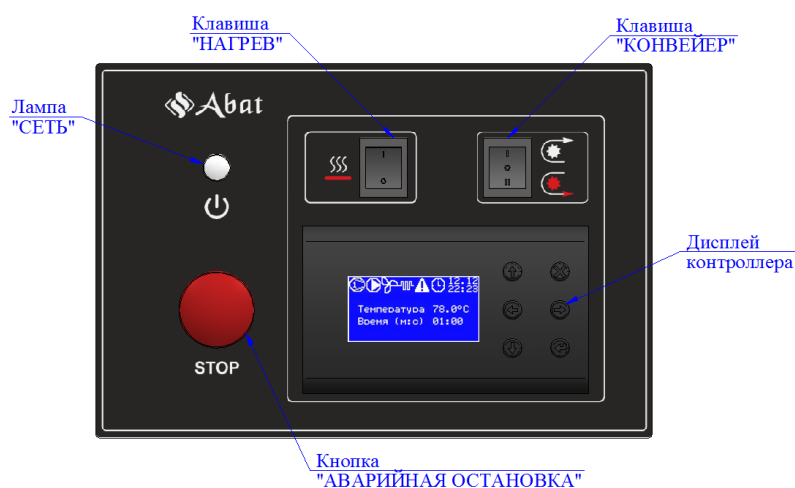 Клавиша
"НАГРЕВ"
Клавиша
"КОНВЕЙЕР"
Abat
Лампа
"СЕТЬ"
I
O
I
O
II
Дисплей
контроллера
12:12
22:23
Температура 78.0°C
Время (м:с) 01:00
STOP
Кнопка
"АВАРИЙНАЯ ОСТАНОВКА"